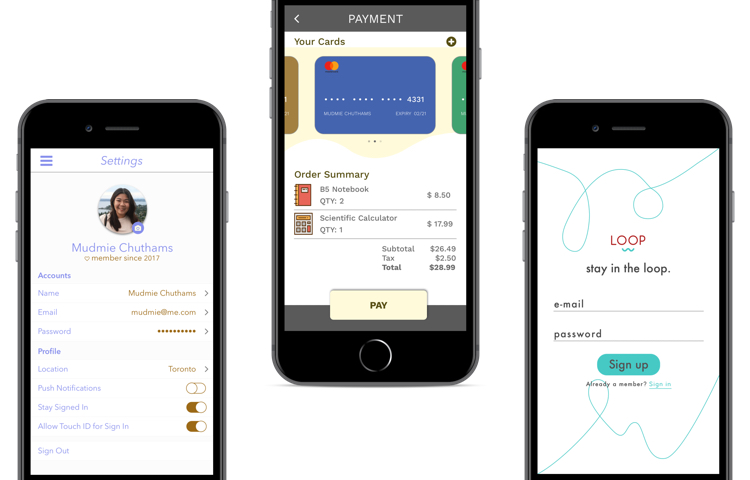 Settings
Mudmie Chuthams
member since 2017
Accounts
Name Mudmie Chuthams
Email mudmie@me.com
Password ••••••••••
Profile
Location Toronto
Push Notifications
Stay Signed In
Allow Touch ID for Sign In
Sign Out
PAYMENT
Your Cards
•••• •••• •••• 4331
MUDMIE CHUTHAMS EXPIRY 02/21
Order Summary
B5 Notebook
QTY: 2
$ 8.50
Scientific Calculator
QTY: 1
$ 17.99
Subtotal $26.49
Tax $2.50
Total $28.99
PAY
LOOP
stay in the loop.
e-mail
password
Sign up
Already a member? Sign in